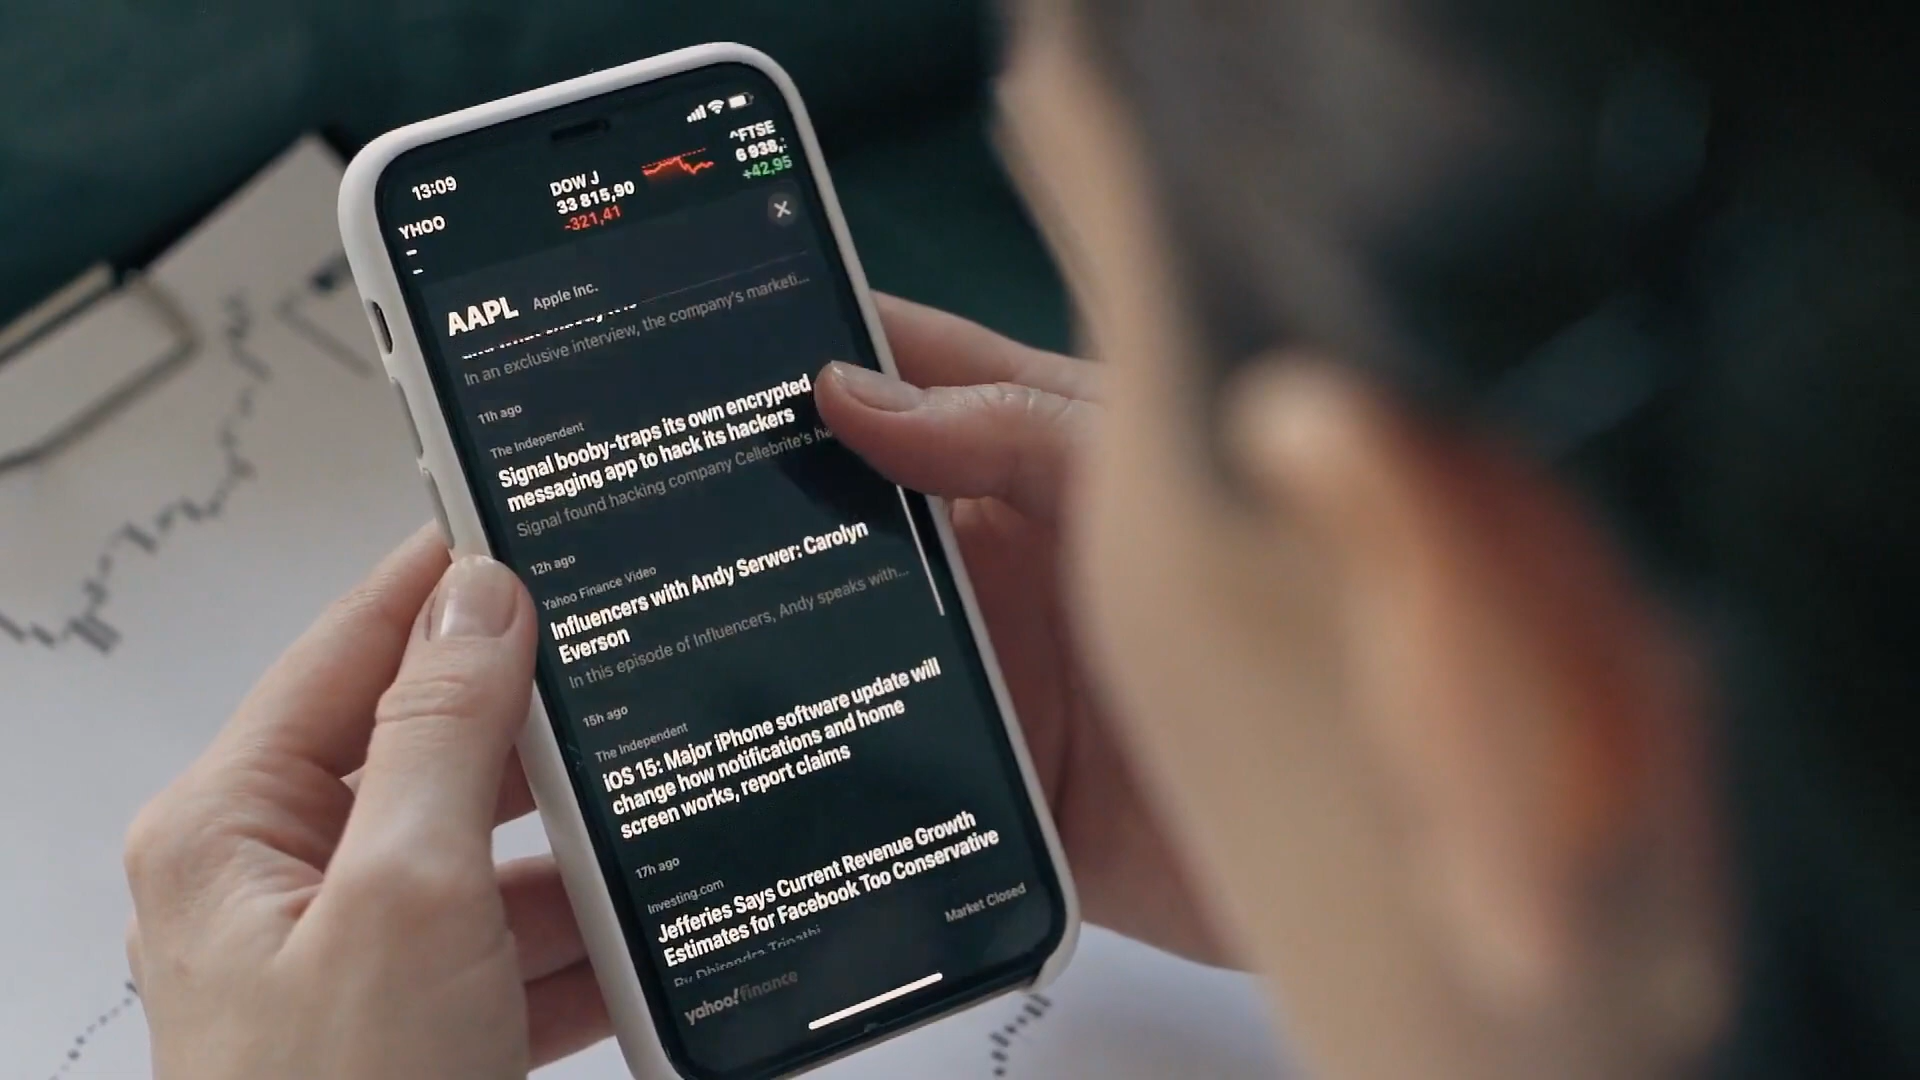 13:09
YHOO
DOW J
33 815,90
-321,41
^FTSE
6 938,
+42,95
AAPL Apple Inc.
In an exclusive interview, the company's marketi...
11h ago
The Independent
Signal booby-traps its own encrypted
messaging app to hack its hackers
Signal found hacking company Cellebrite's
12h ago
Yahoo Finance Video
Influencers with Andy Serwer: Carolyn
Everson
In this episode of Influencers, Andy speaks with...
15h ago
The Independent
iOS 15: Major iPhone software update will
change how notifications and home
screen works, report claims
17h ago
Investing.com
Jefferies Says Current Revenue Growth
Estimates for Facebook Too Conservative
By Dhirendra Tripathi
yahoo!finance
Market Closed